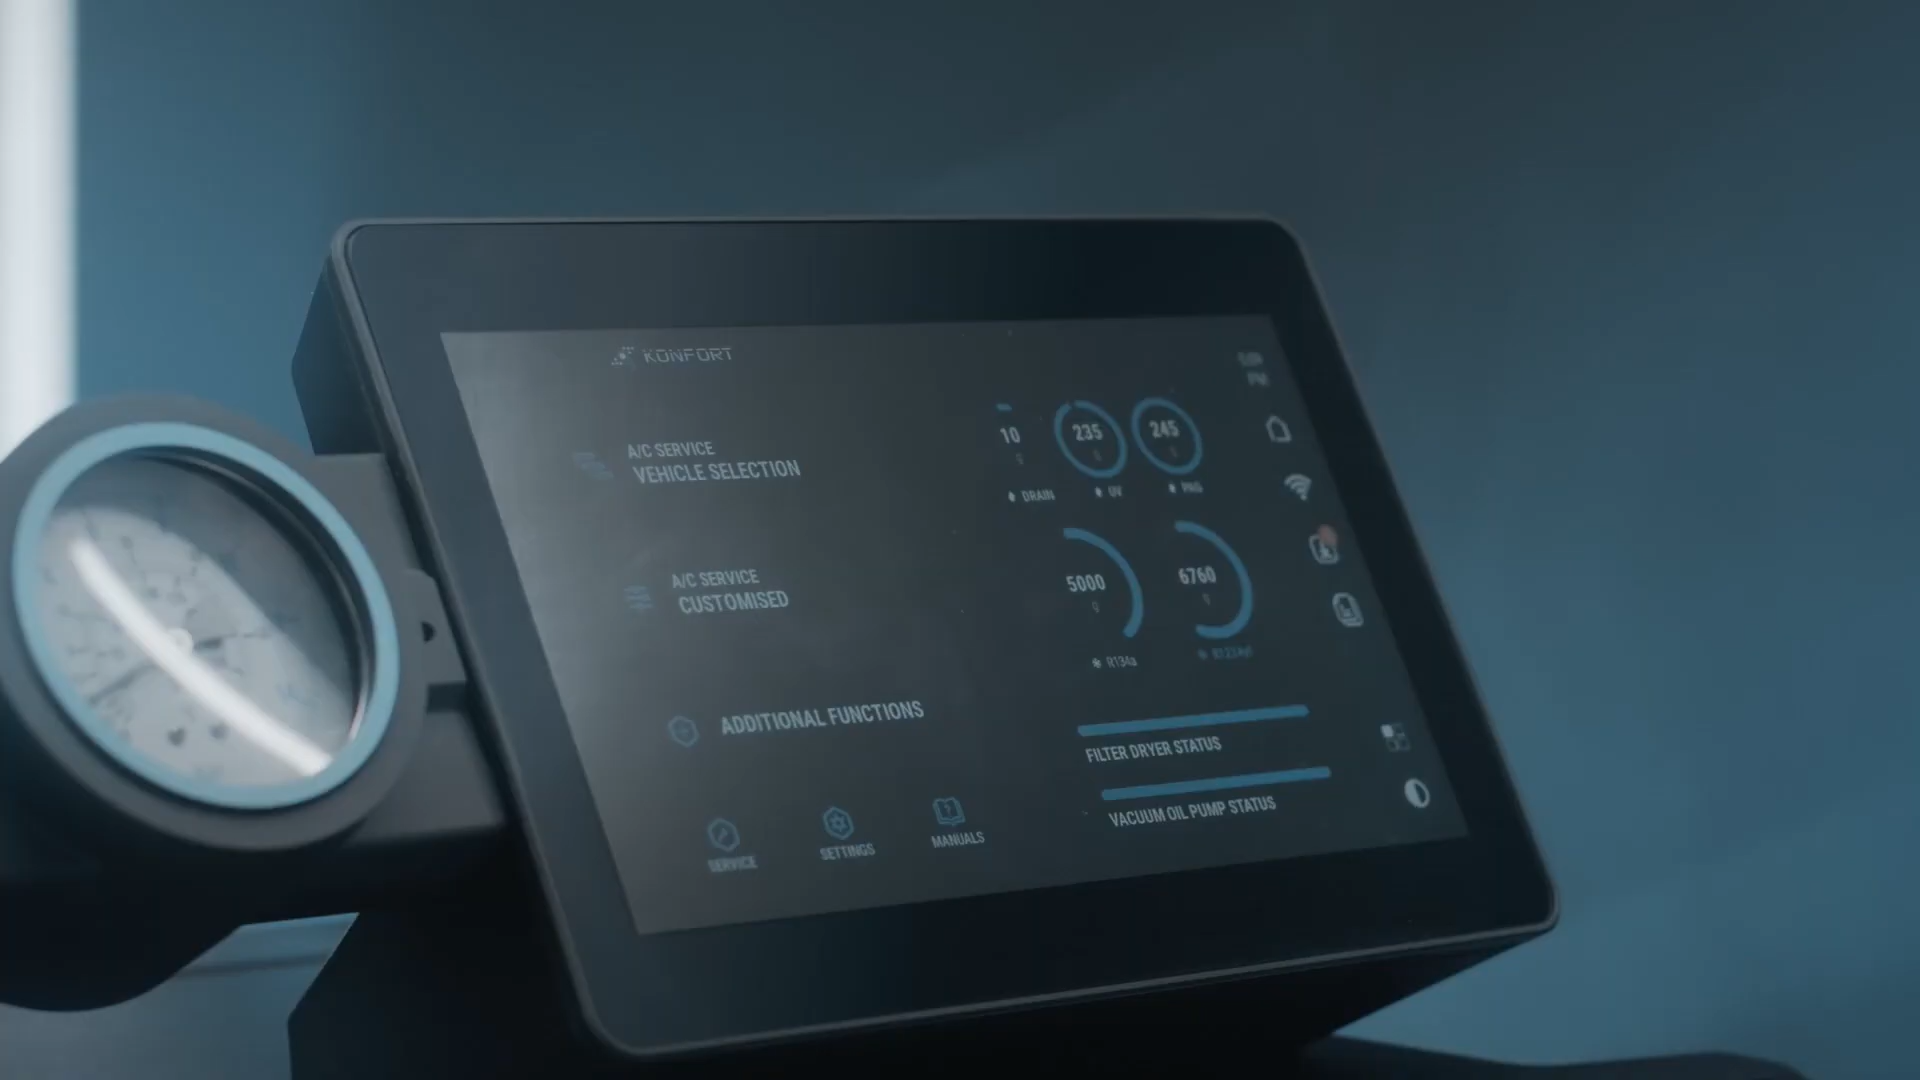 KONFORT
A/C SERVICE
VEHICLE SELECTION
A/C SERVICE
CUSTOMISED
ADDITIONAL FUNCTIONS
SERVICE
SETTINGS
MANUALS
10
g
DRAIN
235
UV
245
PAG
5000
g
R134a
6760
g
FILTER DRYER STATUS
VACUUM OIL PUMP STATUS
PM